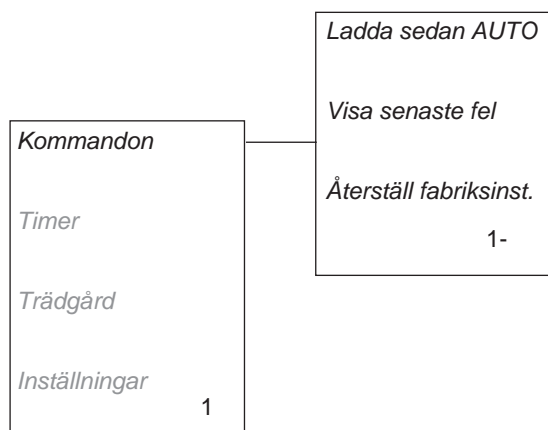 Kommandon
Timer
Trädgård
Inställningar
1
Ladda sedan AUTO
Visa senaste fel
Återställ fabriksinst.
1-